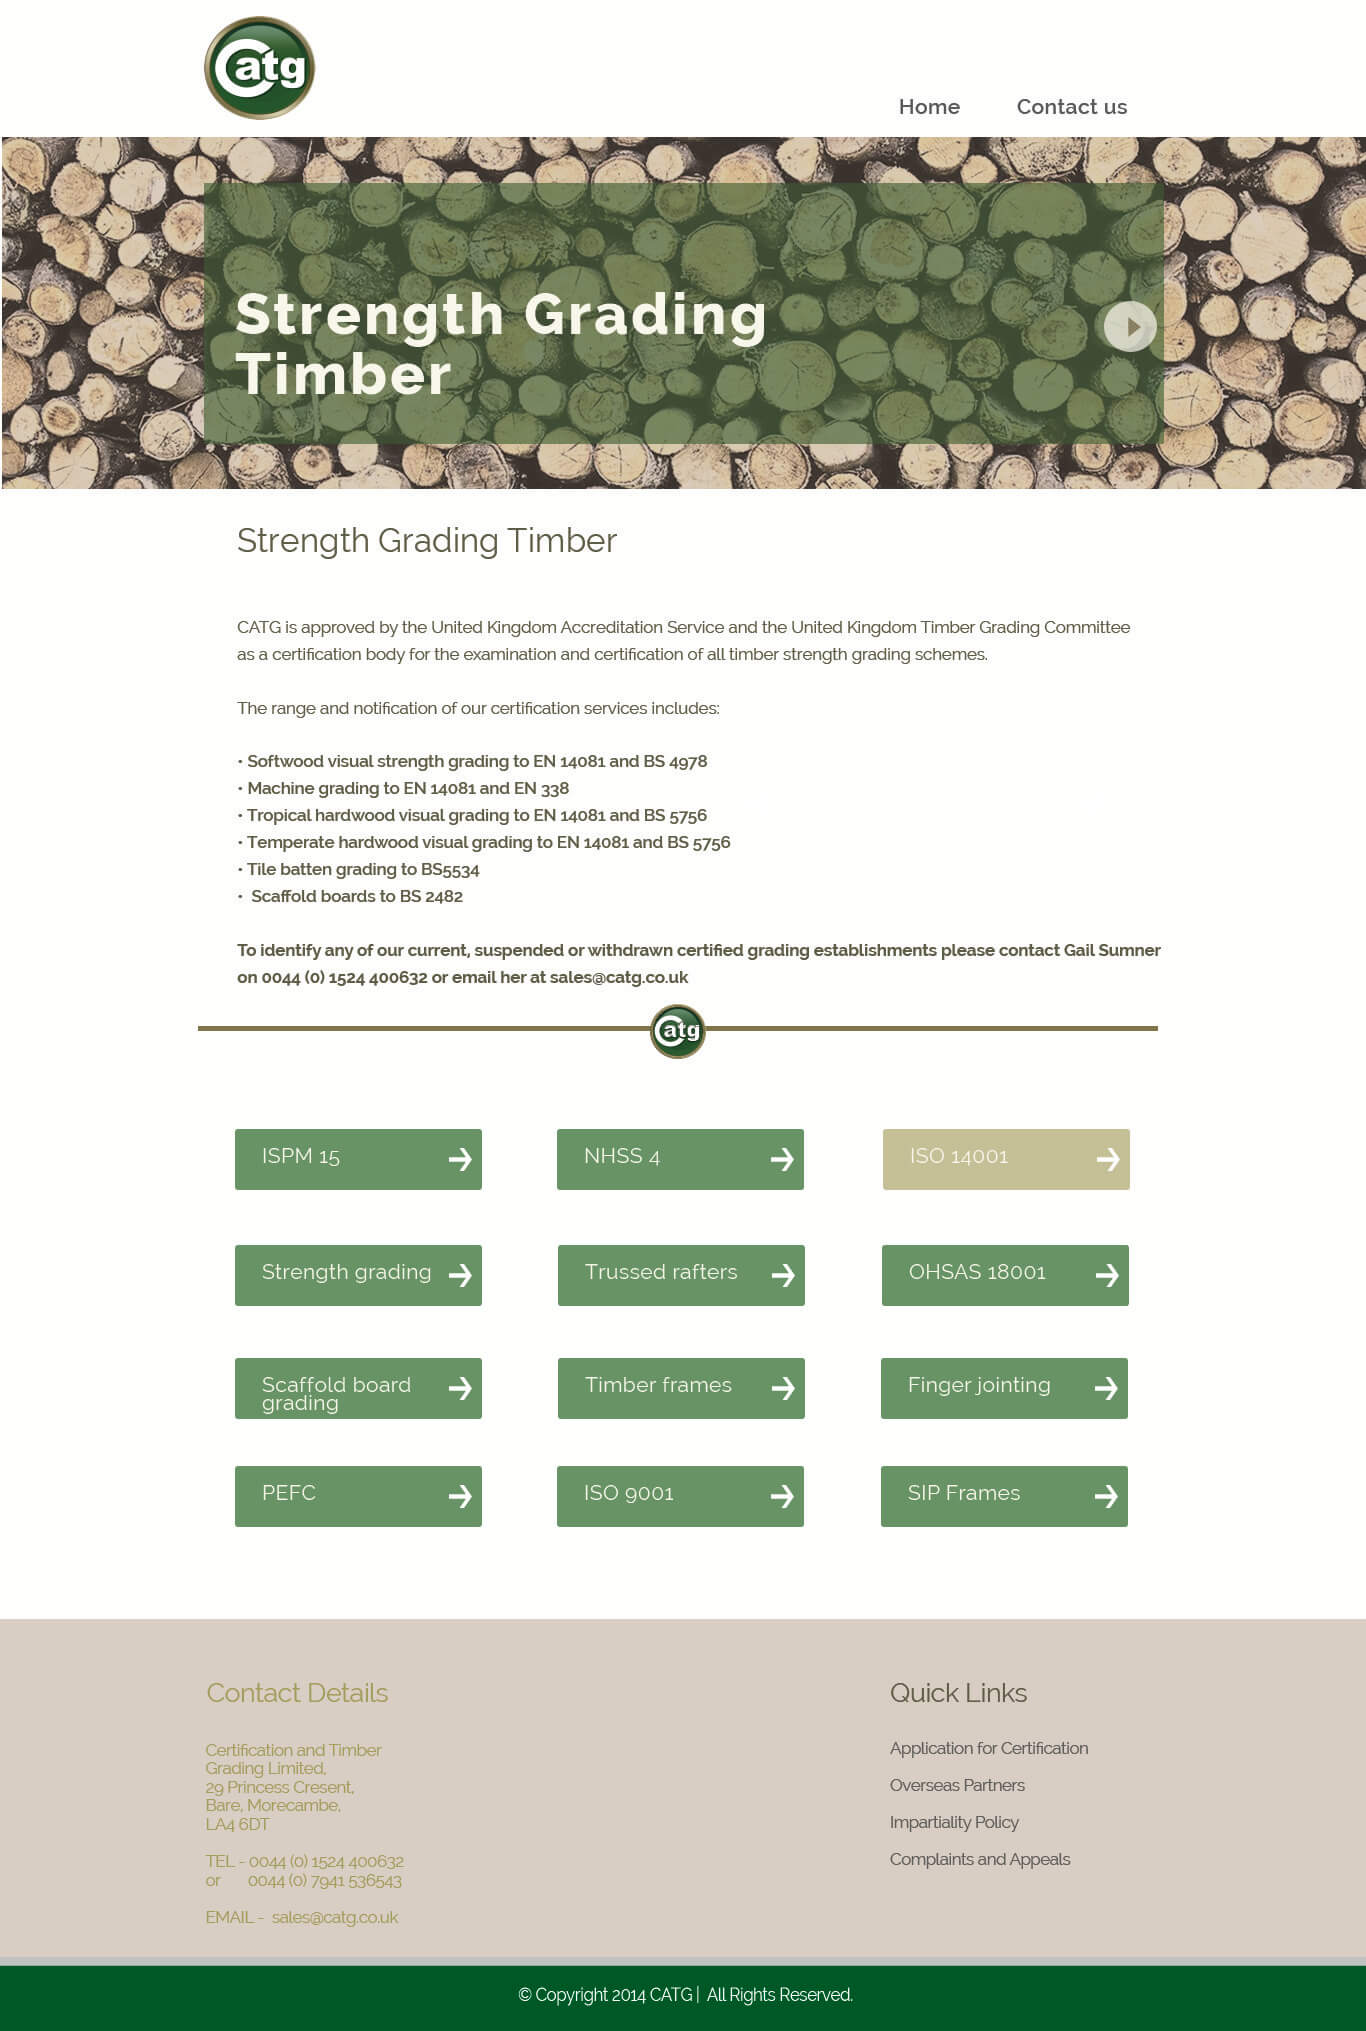 Catg
Home
Contact us
Strength Grading
Timber
Strength Grading Timber
CATG is approved by the United Kingdom Accreditation Service and the United Kingdom Timber Grading Committee
as a certification body for the examination and certification of all timber strength grading schemes.
The range and notification of our certification services includes:
• Softwood visual strength grading to EN 14081 and BS 4978
• Machine grading to EN 14081 and EN 338
• Tropical hardwood visual grading to EN 14081 and BS 5756
• Temperate hardwood visual grading to EN 14081 and BS 5756
• Tile batten grading to BS5534
•  Scaffold boards to BS 2482
To identify any of our current, suspended or withdrawn certified grading establishments please contact Gail Sumner
on 0044 (0) 1524 400632 or email her at sales@catg.co.uk
Catg
ISPM 15
NHSS 4
ISO 14001
Strength grading
Trussed rafters
OHSAS 18001
Scaffold board
grading
Timber frames
Finger jointing
PEFC
ISO 9001
SIP Frames
Contact Details
Certification and Timber
Grading Limited,
29 Princess Cresent,
Bare, Morecambe,
LA4 6DT
TEL - 0044 (0) 1524 400632
or 0044 (0) 7941 536543
EMAIL - sales@catg.co.uk
Quick Links
Application for Certification
Overseas Partners
Impartiality Policy
Complaints and Appeals
© Copyright 2014 CATG | All Rights Reserved.